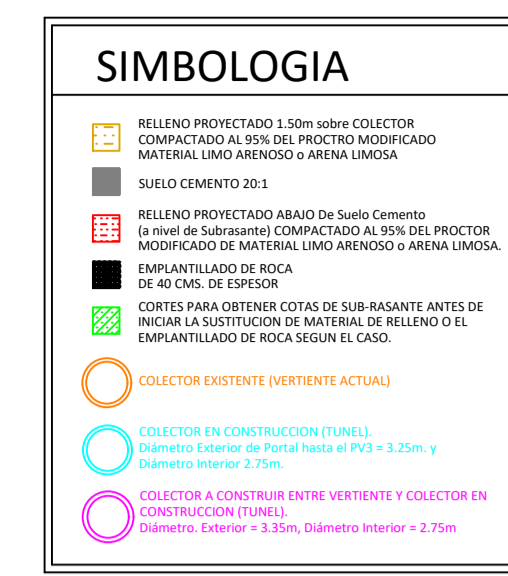 SIMBOLOGIA
RELLENO PROYECTADO 1.50m sobre COLECTOR
COMPACTADO AL 95% DEL PROCTRO MODIFICADO
MATERIAL LIMO ARENOSO o ARENA LIMOSA
SUELO CEMENTO 20:1
RELLENO PROYECTADO ABAJO De Suelo Cemento
(a nivel de Subrasante) COMPACTADO AL 95% DEL PROCTOR
MODIFICADO DE MATERIAL LIMO ARENOSO o ARENA LIMOSA.
EMPLANTILLADO DE ROCA
DE 40 CMS. DE ESPESOR
CORTES PARA OBTENER COTAS DE SUB-RASANTE ANTES DE
INICIAR LA SUSTITUCION DE MATERIAL DE RELLENO O EL
EMPLANTILLADO DE ROCA SEGUN EL CASO.
COLECTOR EXISTENTE (VERTIENTE ACTUAL)
COLECTOR EN CONSTRUCCION (TUNEL).
Diámetro Exterior de Portal hasta el PV3 = 3.25m. y
Diámetro Interior 2.75m.
COLECTOR A CONSTRUIR ENTRE VERTIENTE Y COLECTOR EN
CONSTRUCCION (TUNEL).
Diámetro. Exterior = 3.35m, Diámetro Interior = 2.75m